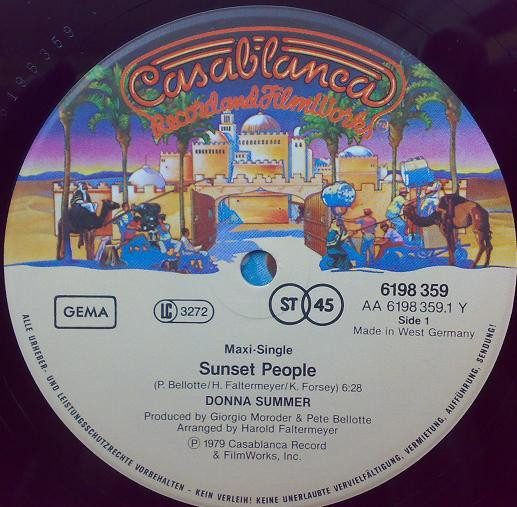 6198359
Casablanca
Record and FilmWorks
GEMA
LC 3272
ST 45
6198 359
AA 6198 359.1 Y
Side 1
Made in West Germany
Maxi-Single
Sunset People
(P. Bellotte/H. Faltermeyer/K. Forsey) 6:28
DONNA SUMMER
Produced by Giorgio Moroder & Pete Bellotte
Arranged by Harold Faltermeyer
Ⓟ 1979 Casablanca Record
& FilmWorks, Inc.
ALLE URHEBER- UND LEISTUNGSSCHUTZRECHTE VORBEHALTEN - KEIN VERLEIH! KEINE UNERLAUBTE VERVIELFÄLTIGUNG, VERMIETUNG, AUFFÜHRUNG, SENDUNG!